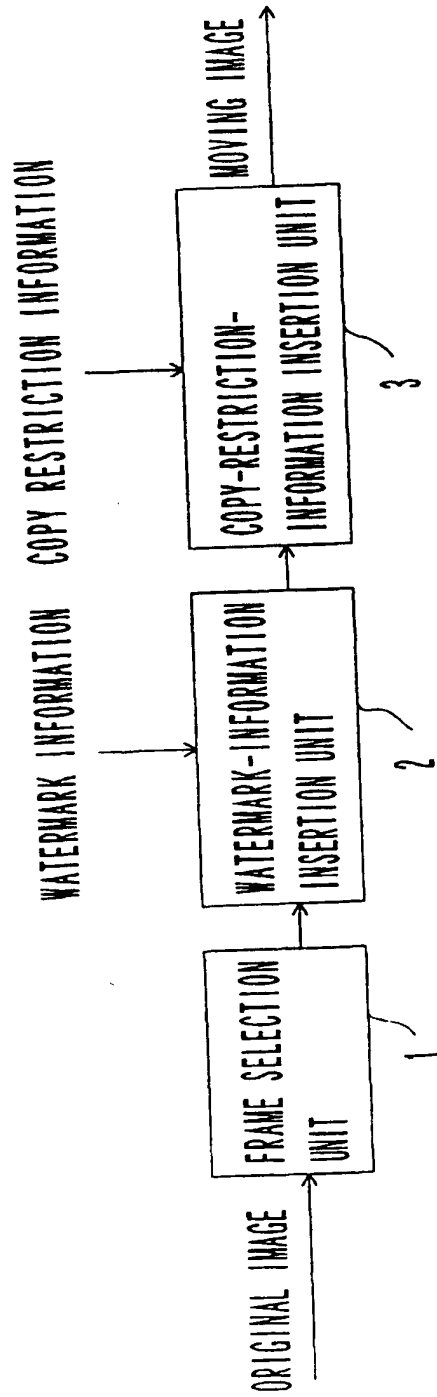 WATERMARK INFORMATION
COPY RESTRICTION INFORMATION
ORIGINAL IMAGE
FRAME SELECTION
UNIT
WATERMARK-INFORMATION
INSERTION UNIT
COPY-RESTRICTION-
INFORMATION INSERTION UNIT
MOVING IMAGE
1
2
3